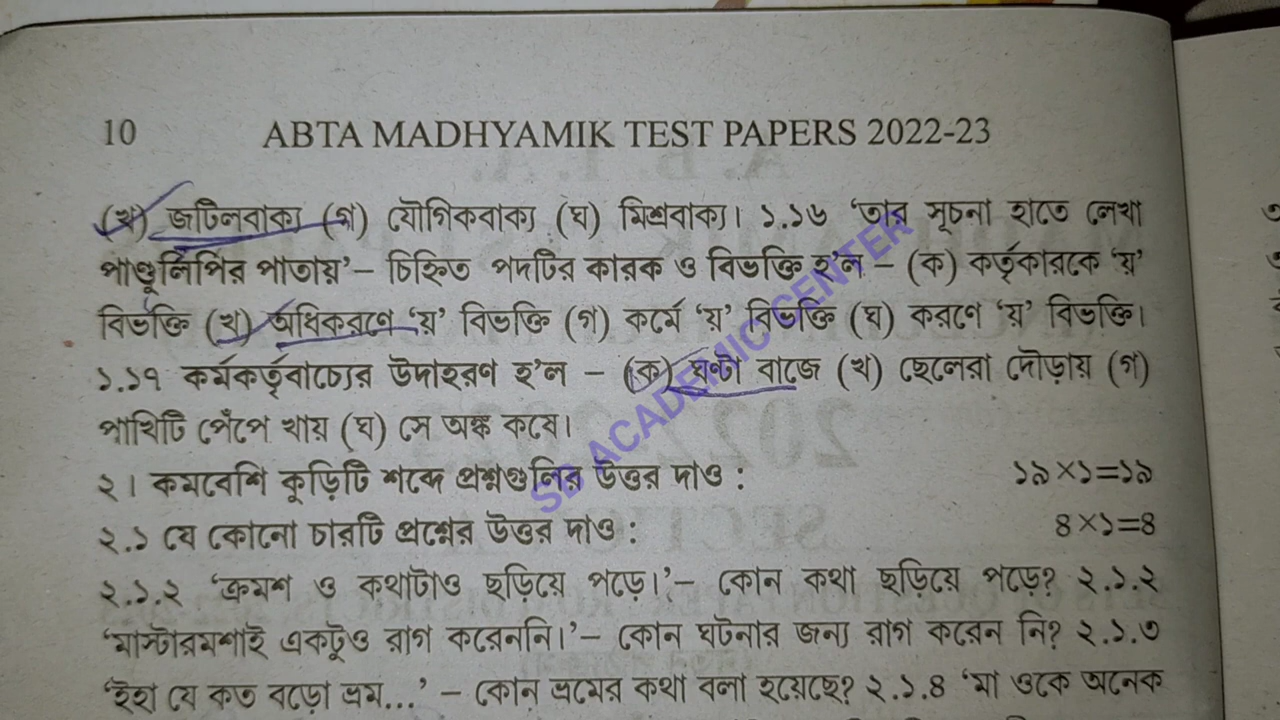 10 ABTA MADHYAMIK TEST PAPERS 2022-23
(খ) জটিলবাক্য (গ) যৌগিকবাক্য (ঘ) মিশ্রবাক্য। ১.১৬ ‘তার সূচনা হাতে লেখা
পাণ্ডুলিপির পাতায়’– চিহ্নিত পদটির কারক ও বিভক্তি হ’ল – (ক) কর্তৃকারকে ‘য়’
বিভক্তি (খ) অধিকরণে ‘য়’ বিভক্তি (গ) কর্মে ‘য়’ বিভক্তি (ঘ) করণে ‘য়’ বিভক্তি।
১.১৭ কর্মকর্তৃবাচ্যের উদাহরণ হ’ল – (ক) ঘণ্টা বাজে (খ) ছেলেরা দৌড়ায় (গ)
পাখিটি পেঁপে খায় (ঘ) সে অঙ্ক কষে।
২। কমবেশি কুড়িটি শব্দে প্রশ্নগুলির উত্তর দাও : ১৯×১=১৯
২.১ যে কোনো চারটি প্রশ্নের উত্তর দাও : ৪×১=৪
২.১.২ ‘ক্রমশ ও কথাটাও ছড়িয়ে পড়ে।’– কোন কথা ছড়িয়ে পড়ে? ২.১.২
‘মাস্টারমশাই একটুও রাগ করেননি।’– কোন ঘটনার জন্য রাগ করেন নি? ২.১.৩
‘ইহা যে কত বড়ো ভ্রম...’ – কোন ভ্রমের কথা বলা হয়েছে? ২.১.৪ ‘মা ওকে অনেক
SB ACADEMIC CENTER